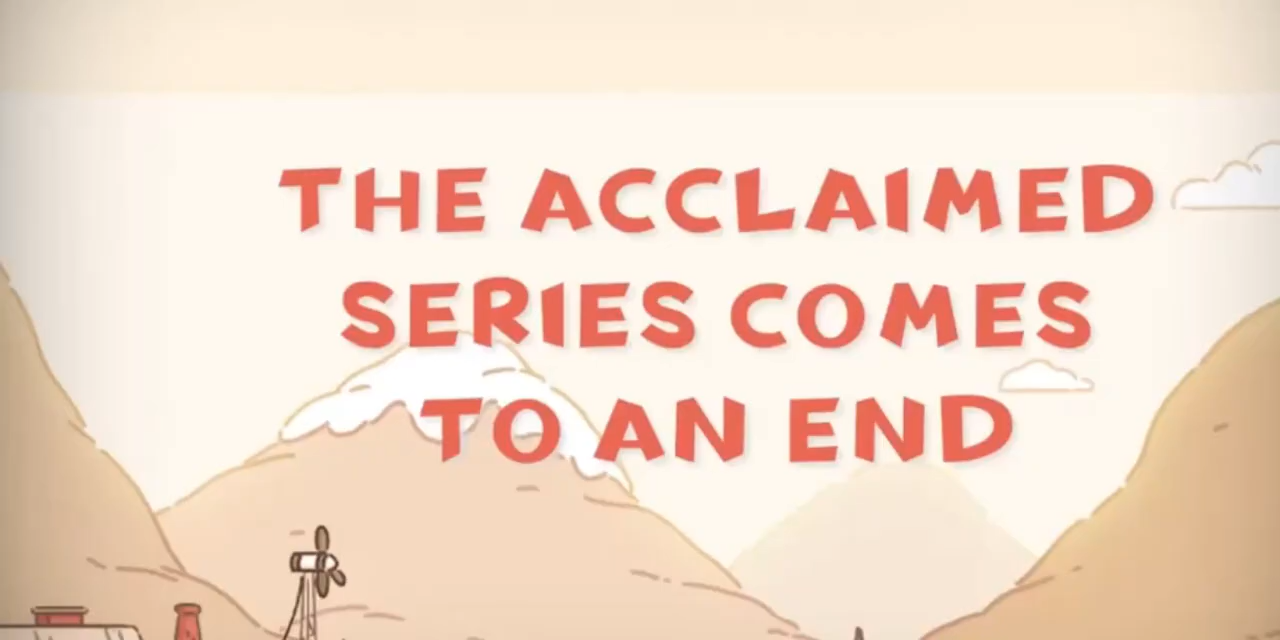 THE ACCLAIMED
SERIES COMES
TO AN END